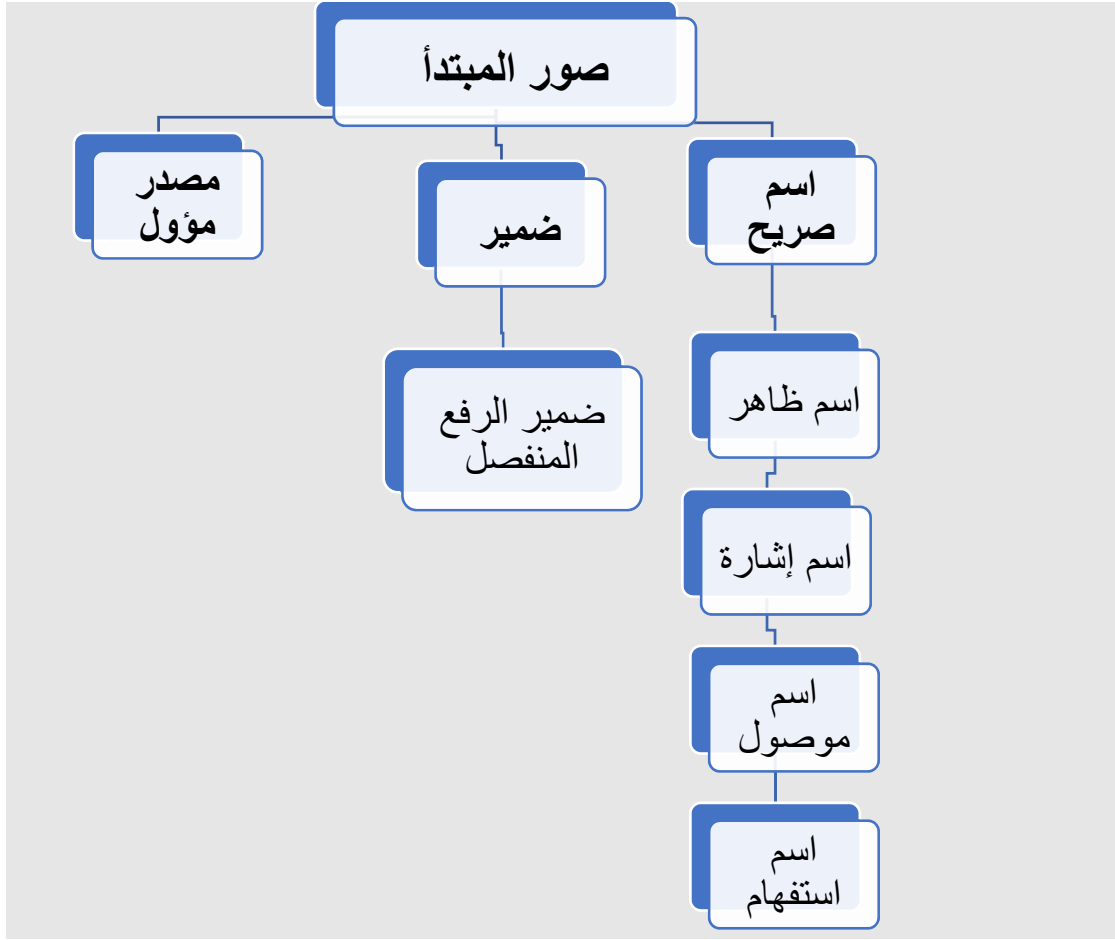 صور المبتدأ
اسم
صريح
ضمير
مصدر
مؤول
اسم ظاهر
ضمير الرفع
المنفصل
اسم إشارة
اسم
موصول
اسم
استفهام